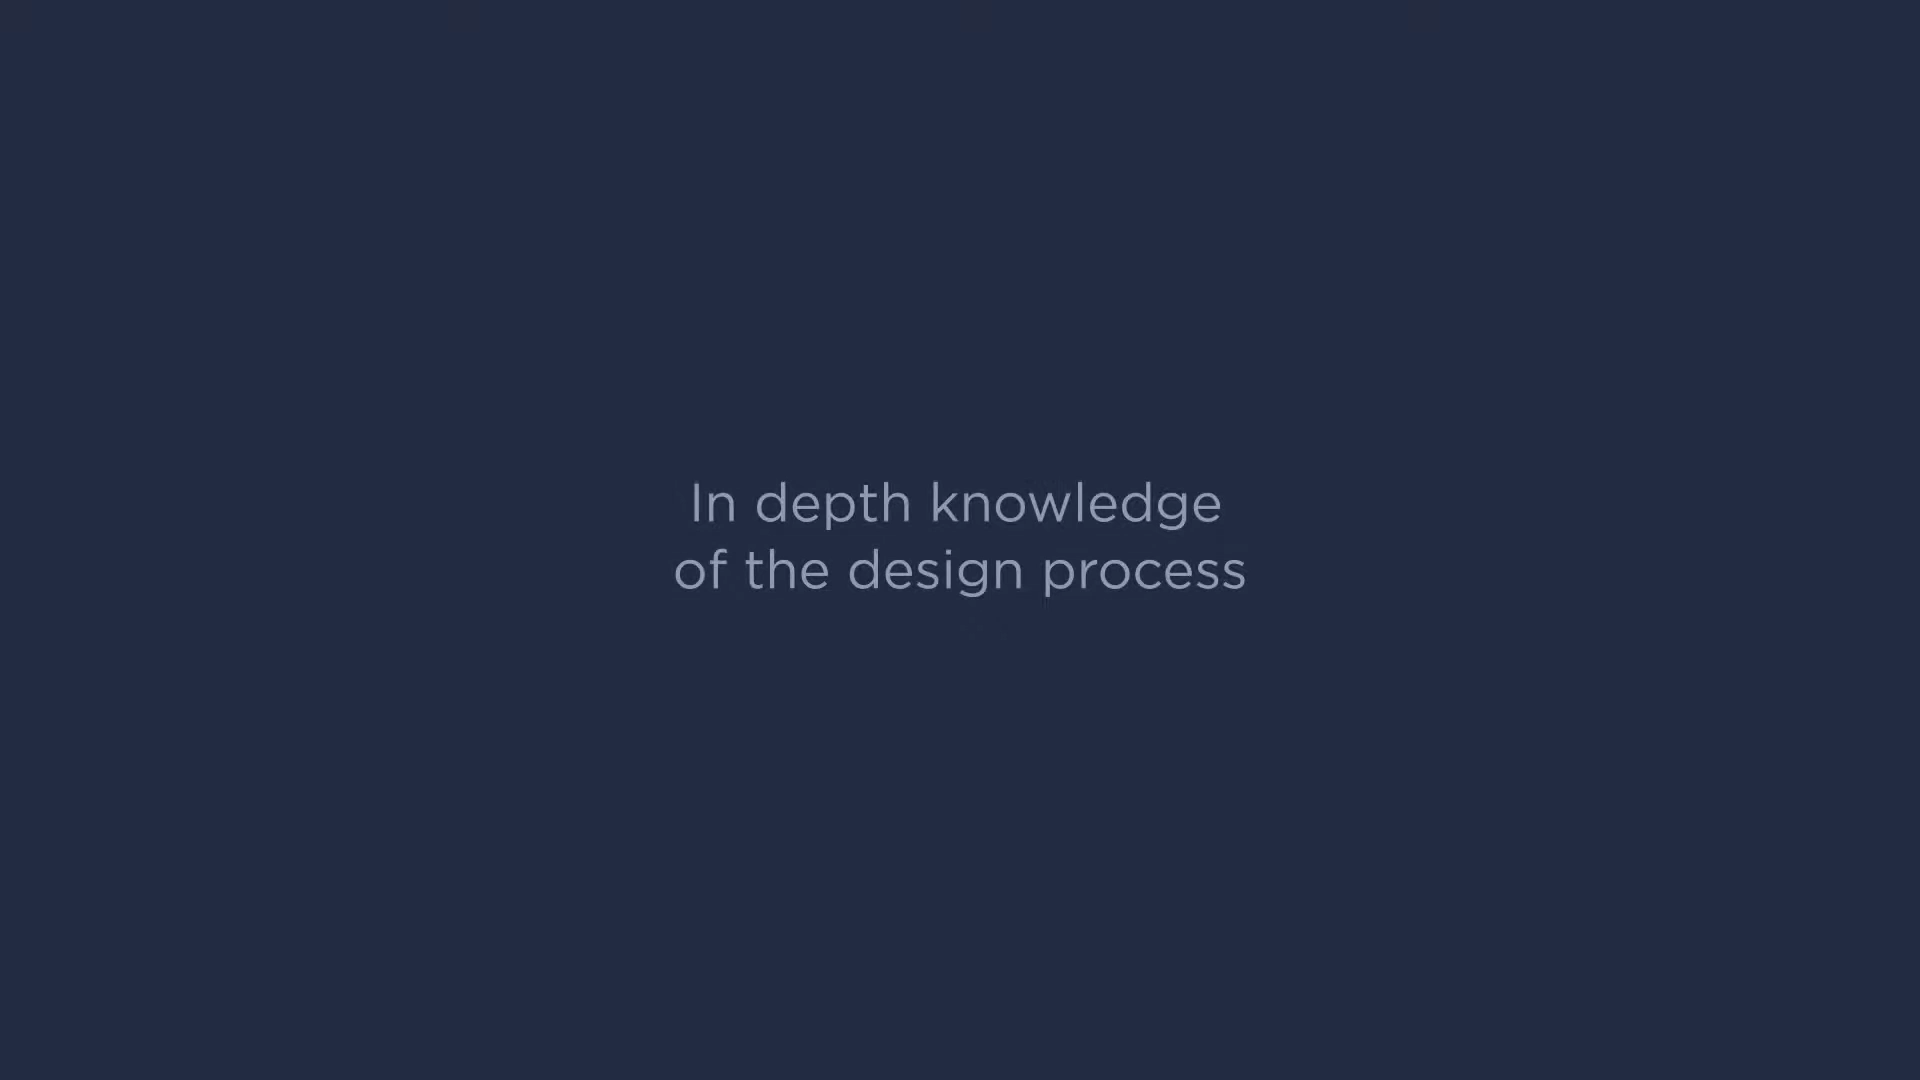 In depth knowledge
of the design process